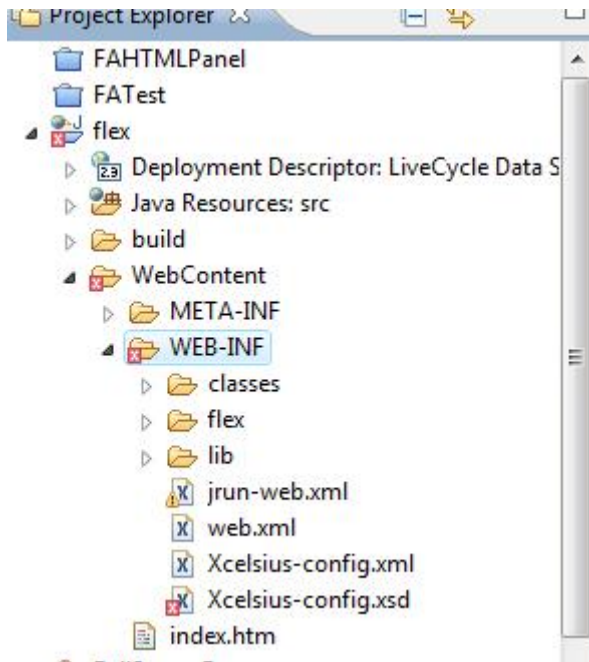 Project Explorer
FAHTMLPanel
FATest
flex
Deployment Descriptor: LiveCycle Data S
Java Resources: src
build
WebContent
META-INF
WEB-INF
classes
flex
lib
jrun-web.xml
web.xml
Xcelsius-config.xml
Xcelsius-config.xsd
index.htm